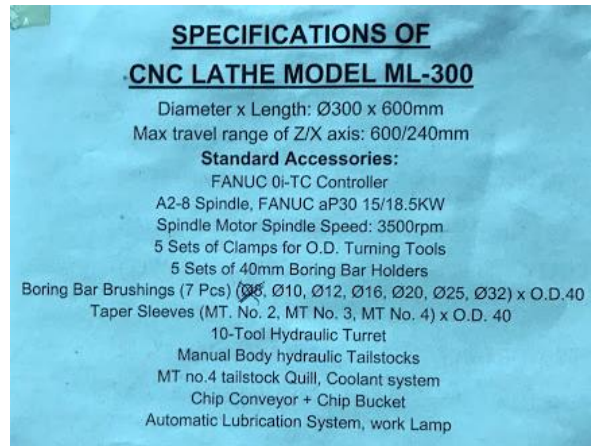 SPECIFICATIONS OF
CNC LATHE MODEL ML-300
Diameter x Length: Ø300 x 600mm
Max travel range of Z/X axis: 600/240mm
Standard Accessories:
FANUC 0i-TC Controller
A2-8 Spindle, FANUC aP30 15/18.5KW
Spindle Motor Spindle Speed: 3500rpm
5 Sets of Clamps for O.D. Turning Tools
5 Sets of 40mm Boring Bar Holders
Boring Bar Brushings (7 Pcs) (Ø8, Ø10, Ø12, Ø16, Ø20, Ø25, Ø32) x O.D.40
Taper Sleeves (MT. No. 2, MT No. 3, MT No. 4) x O.D. 40
10-Tool Hydraulic Turret
Manual Body hydraulic Tailstocks
MT no.4 tailstock Quill, Coolant system
Chip Conveyor + Chip Bucket
Automatic Lubrication System, work Lamp